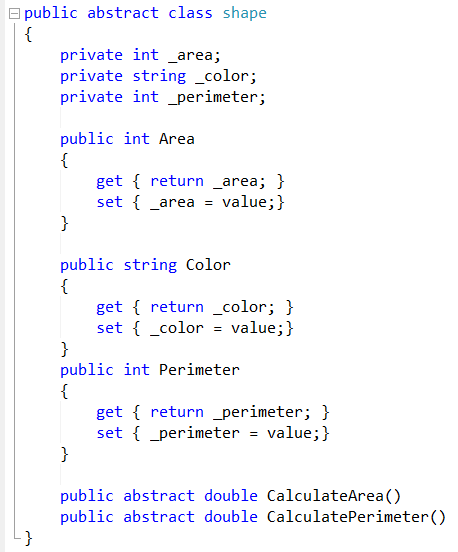 public abstract class shape
{
private int _area;
private string _color;
private int _perimeter;
public int Area
{
get { return _area; }
set { _area = value;}
}
public string Color
{
get { return _color; }
set { _color = value;}
}
public int Perimeter
{
get { return _perimeter; }
set { _perimeter = value;}
}
public abstract double CalculateArea()
public abstract double CalculatePerimeter()
}